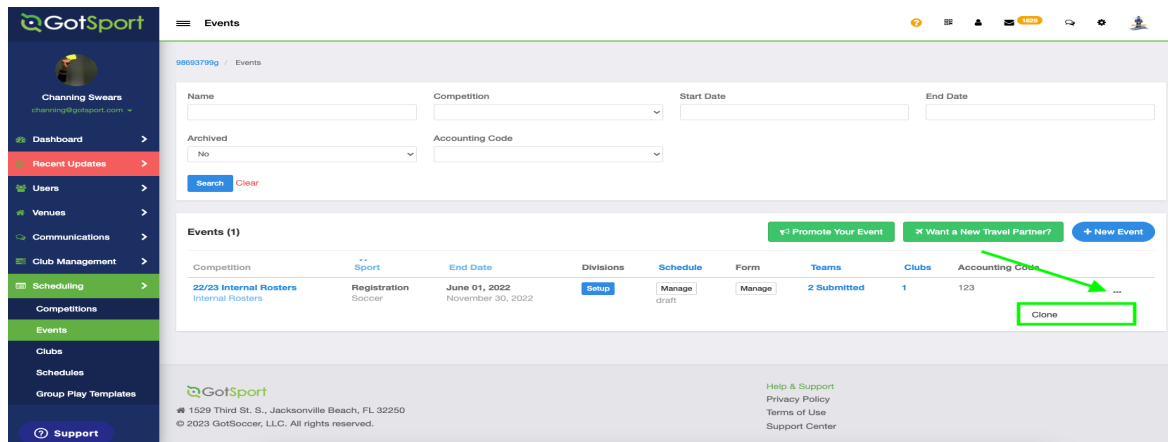 GotSport
Events
1629
Channing Swears
channing@gotsport.com
Dashboard
Recent Updates
Users
Venues
Communications
Club Management
Scheduling
Competitions
Events
Clubs
Schedules
Group Play Templates
Support
98693799g / Events
Name Competition Start Date End Date
Archived Accounting Code
No
Search Clear
Events (1) Promote Your Event Want a New Travel Partner? + New Event
Competition Sport End Date Divisions Schedule Form Teams Clubs Accounting Code
22/23 Internal Rosters Registration June 01, 2022 Setup Manage Manage 2 Submitted 1 123 ...
Internal Rosters Soccer November 30, 2022 draft
Clone
GotSport
1529 Third St. S., Jacksonville Beach, FL 32250
© 2023 GotSoccer, LLC. All rights reserved.
Help & Support
Privacy Policy
Terms of Use
Support Center